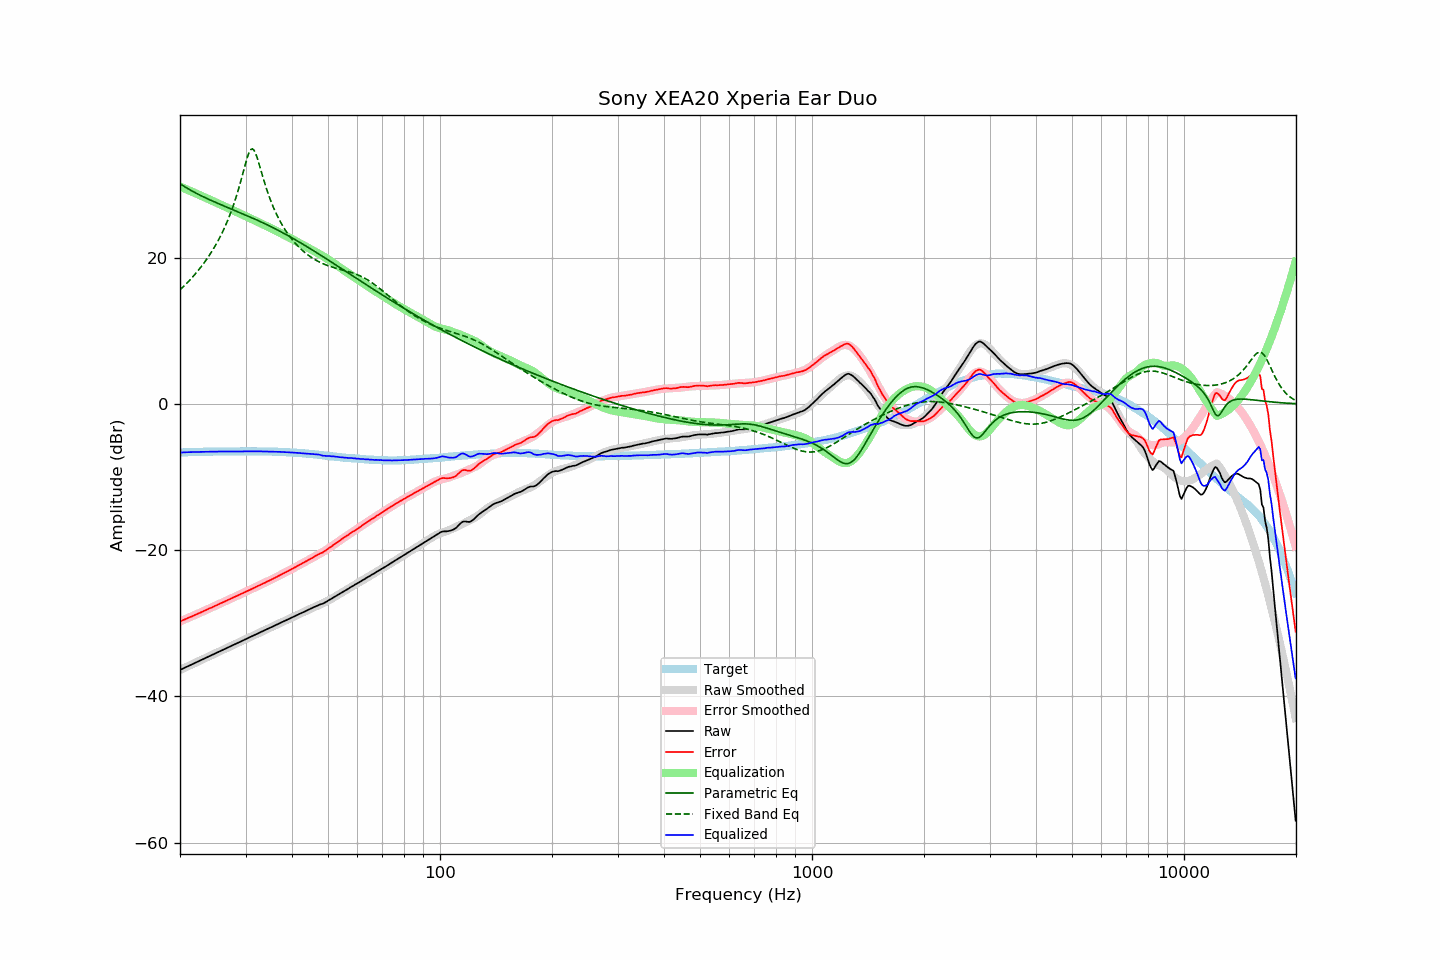 Sony XEA20 Xperia Ear Duo
Amplitude (dBr)
20
0
−20
−40
−60
100
1000
10000
Frequency (Hz)
Target
Raw Smoothed
Error Smoothed
Raw
Error
Equalization
Parametric Eq
Fixed Band Eq
Equalized